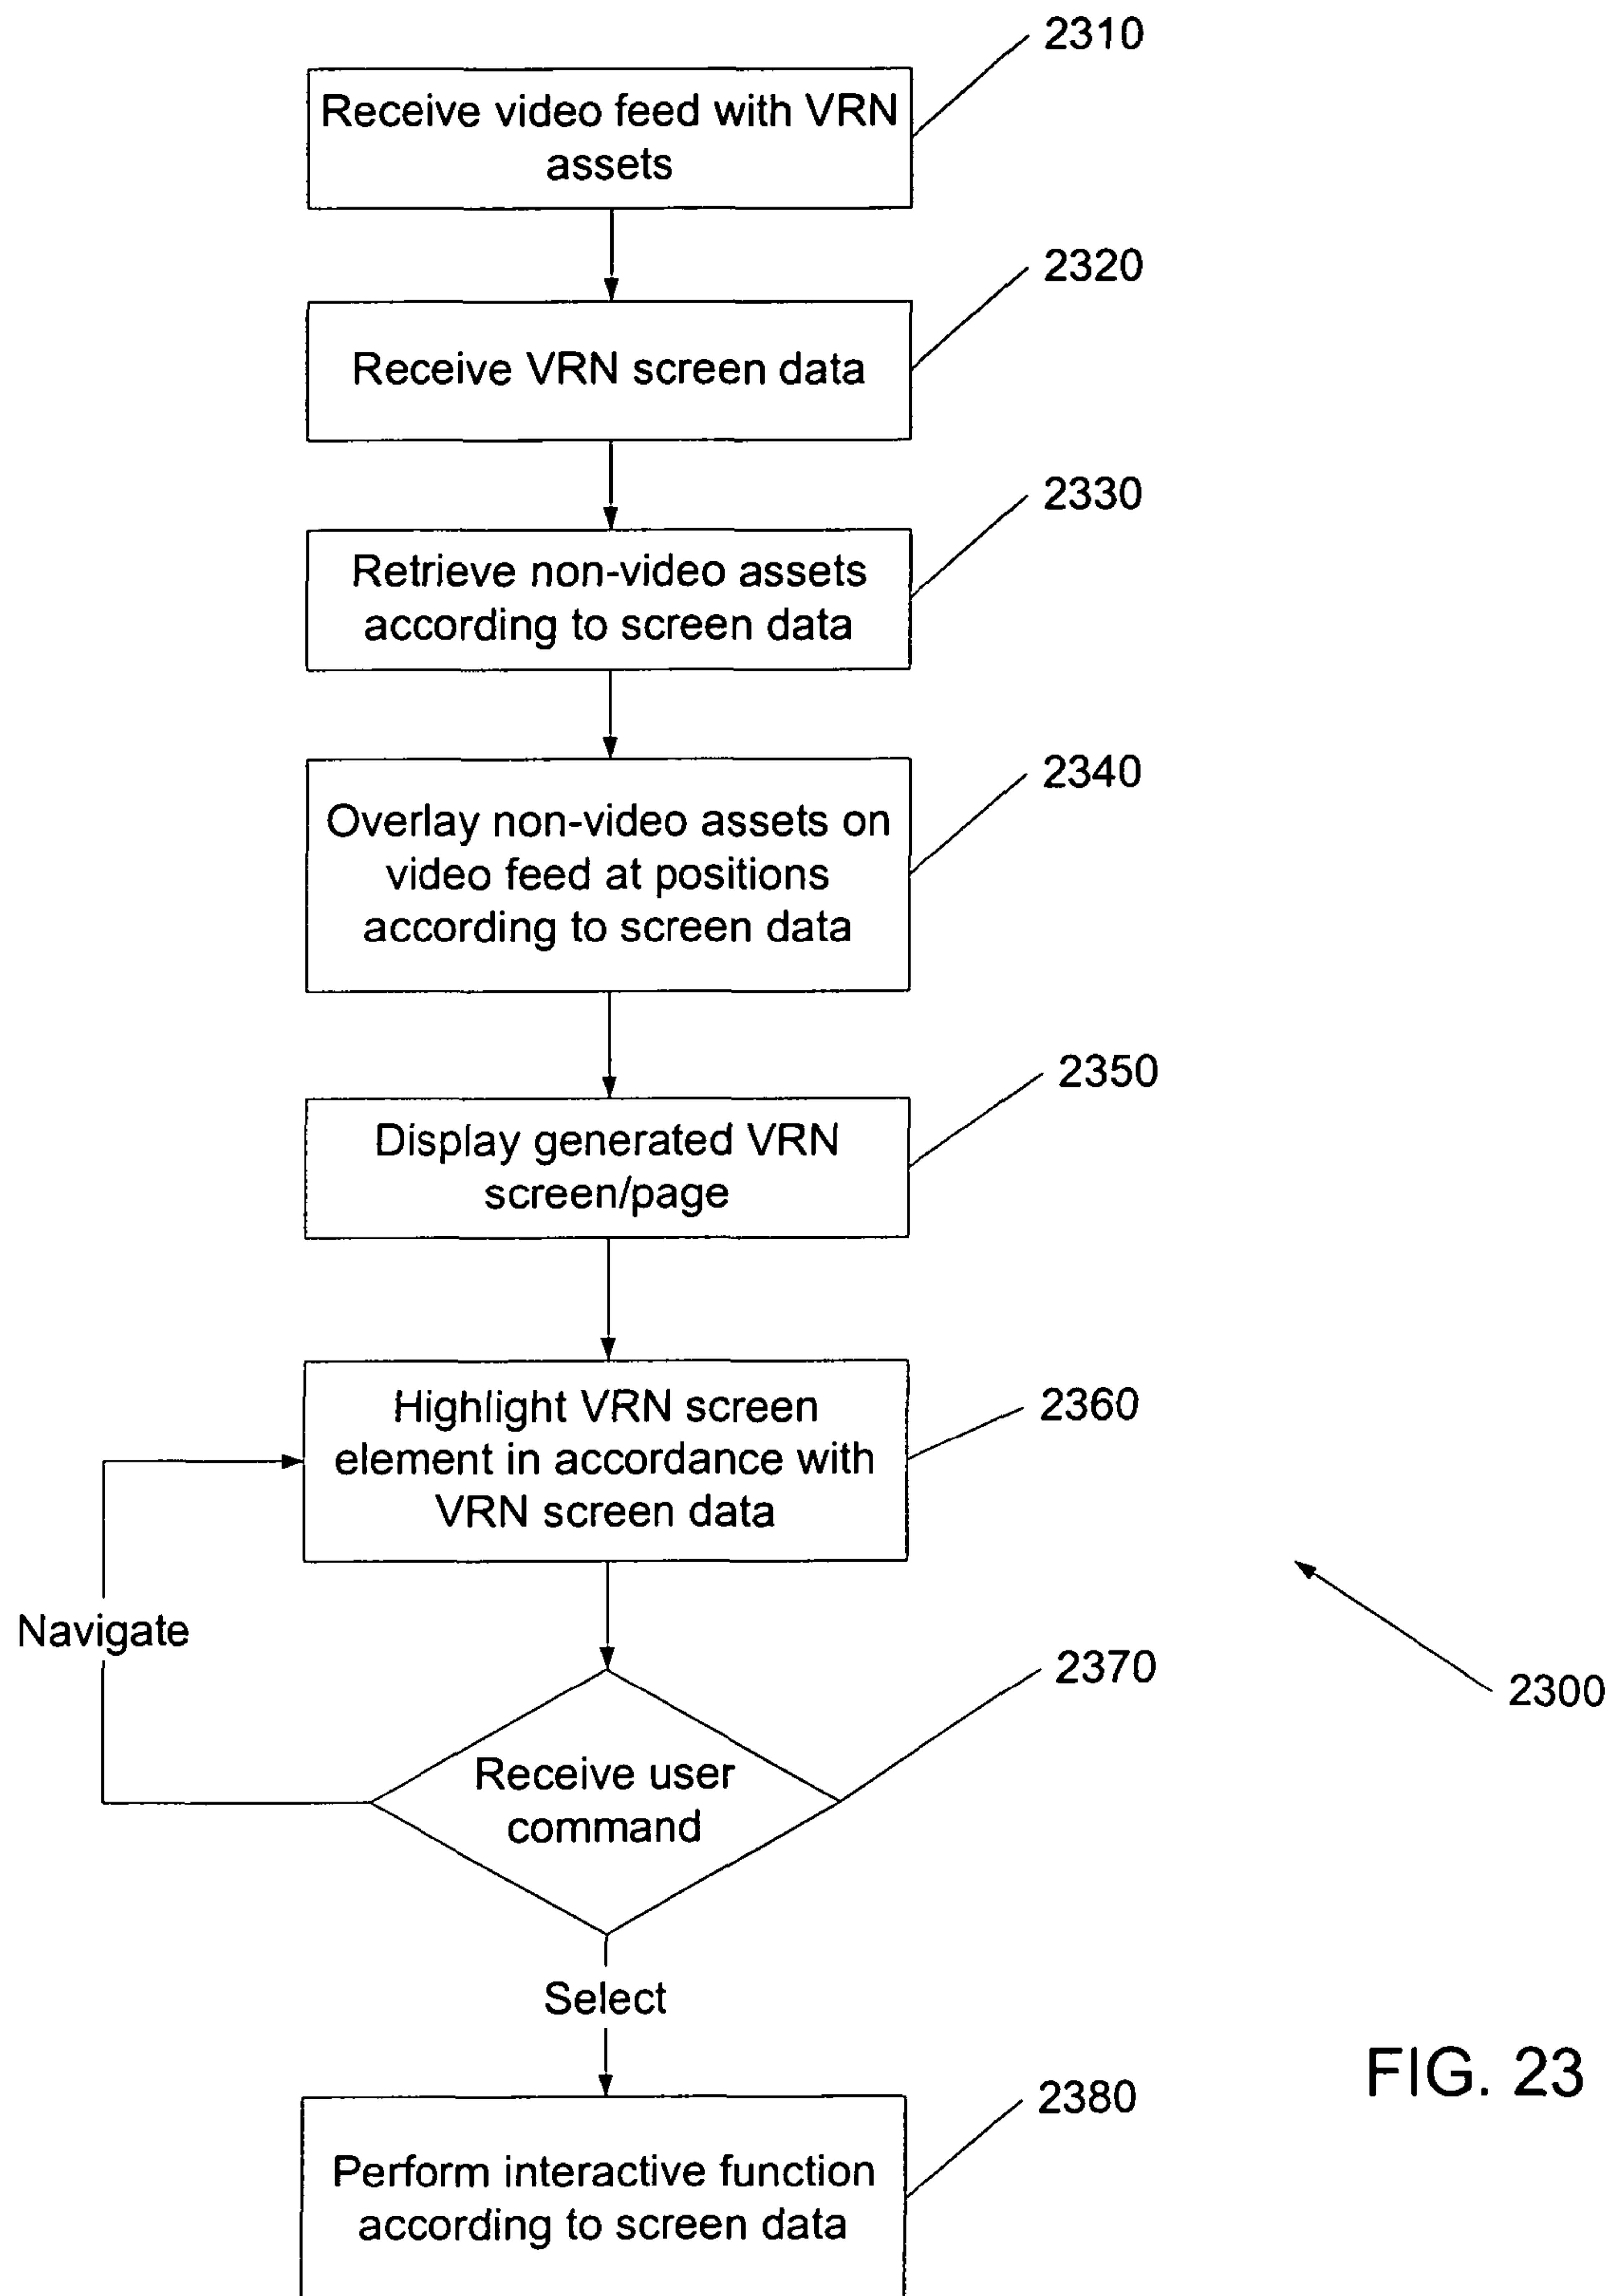 2310
Receive video feed with VRN
assets
2320
Receive VRN screen data
2330
Retrieve non-video assets
according to screen data
2340
Overlay non-video assets on
video feed at positions
according to screen data
2350
Display generated VRN
screen/page
2360
Highlight VRN screen
element in accordance with
VRN screen data
Navigate
2370
2300
Receive user
command
Select
FIG. 23
2380
Perform interactive function
according to screen data